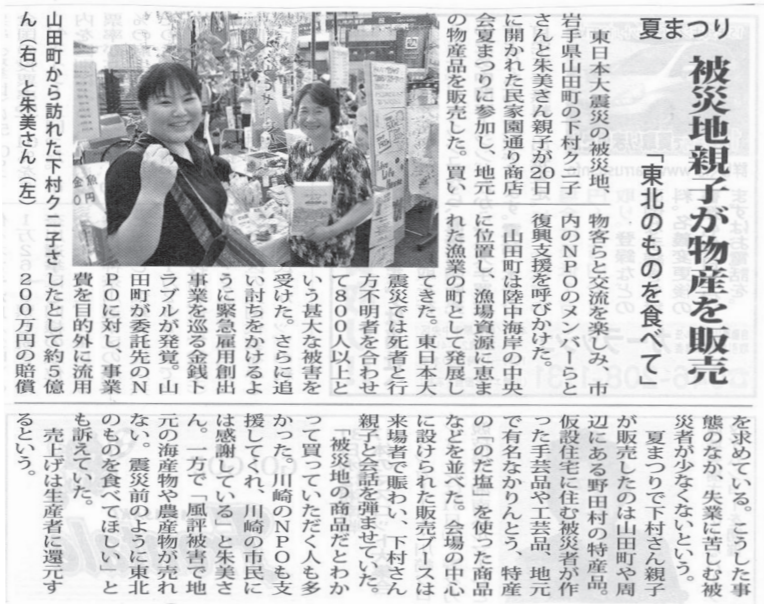 夏まつり
被災地親子が物産を販売
「東北のものを食べて」
東日本大震災の被災地、
岩手県山田町の下村クニ子
さんと朱美さん親子が20日
に開かれた民家園通り商店
会夏まつりに参加し、地元
の物産品を販売した。買い
物客らと交流を楽しみ、市
内のNPOのメンバーらと
復興支援を呼びかけた。
山田町は陸中海岸の中央
に位置し、漁場資源に恵ま
れた漁業の町として発展し
てきた。東日本大
震災では死者と行
方不明者を合わせ
て800人以上と
いう甚大な被害を
受けた。さらに追
い討ちをかけるよ
うに緊急雇用創出
事業を巡る金銭ト
ラブルが発覚。山
田町が委託先のN
POに対し、事業
費を目的外に流用
したとして約5億
200万円の賠償
を求めている。こうした事
態のなか、失業に苦しむ被
災者が少なくないという。
夏まつりで下村さん親子
が販売したのは山田町や周
辺にある野田村の特産品。
仮設住宅に住む被災者が作
った手芸品や工芸品、地元
で有名なかりんとう、特産
の「のだ塩」を使った商品
などを並べた。会場の中心
に設けられた販売ブースは
来場者で賑わい、下村さん
親子と会話を弾ませていた。
「被災地の商品だとわか
って買っていただく人も多
かった。川崎のNPOも支
援してくれ、川崎の市民に
は感謝している」と朱美さ
ん。一方で「風評被害で地
元の海産物や農産物が売れ
ない。震災前のように東北
のものを食べてほしい」と
も訴えていた。
売上げは生産者に還元す
るという。
山田町から訪れた下村クニ子さ
ん（右）と朱美さん（左）